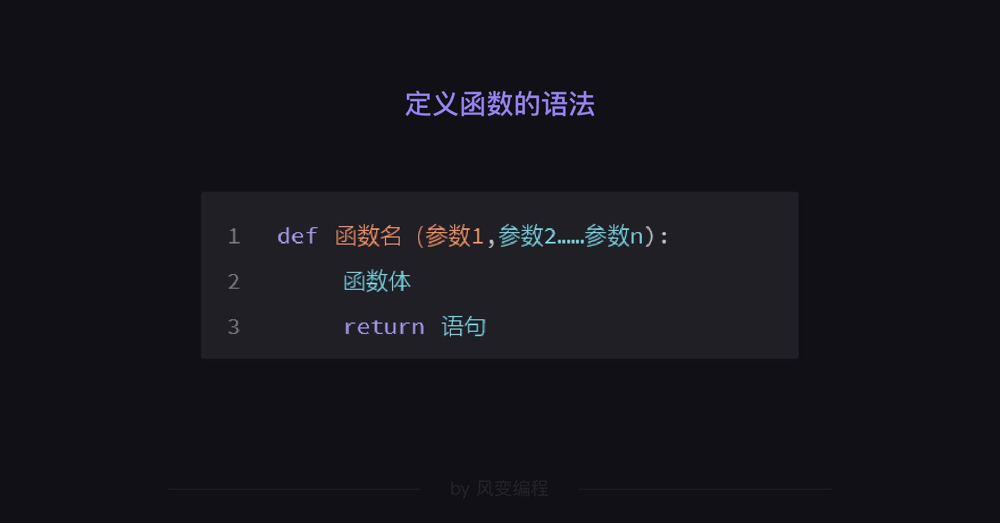 定义函数的语法
1 def 函数名 (参数1,参数2……参数n):
2 函数体
3 return 语句
by 风变编程